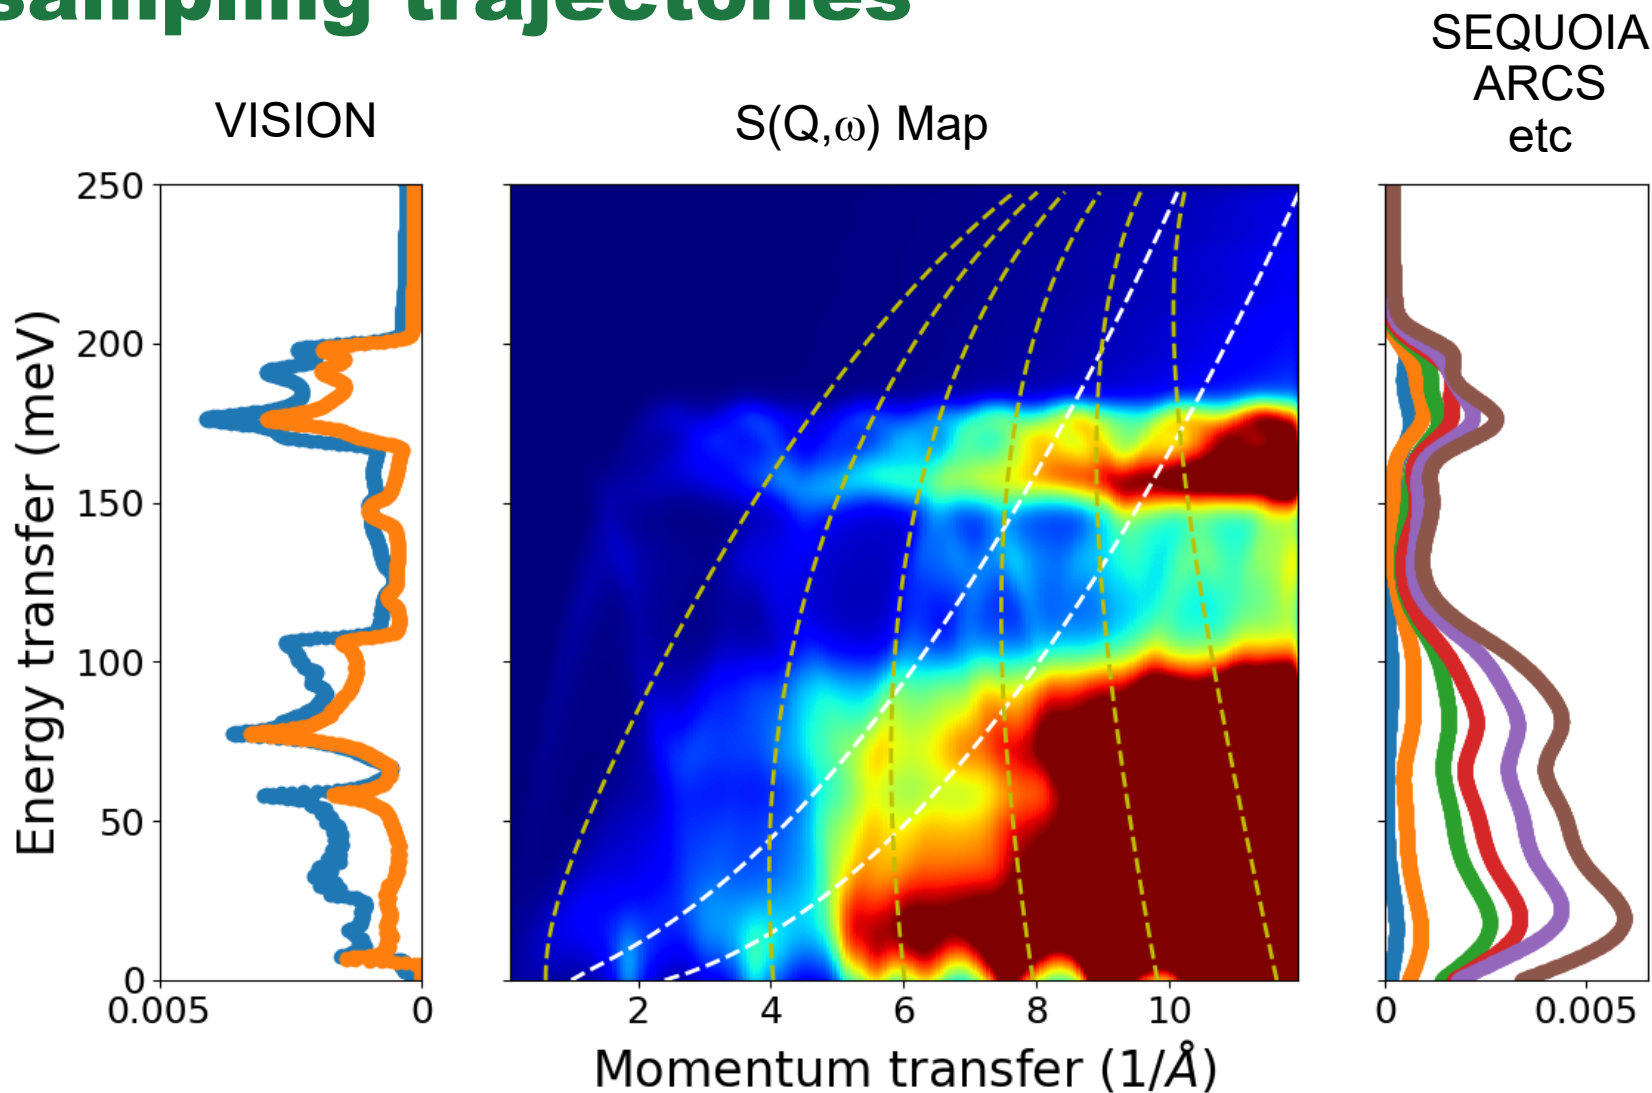 sampling trajectories
SEQUOIA
ARCS
etc
VISION
S(Q,ω) Map
250
200
150
100
50
0
Energy transfer (meV)
0.005
0
2
4
6
8
10
0
0.005
Momentum transfer (1/Å)